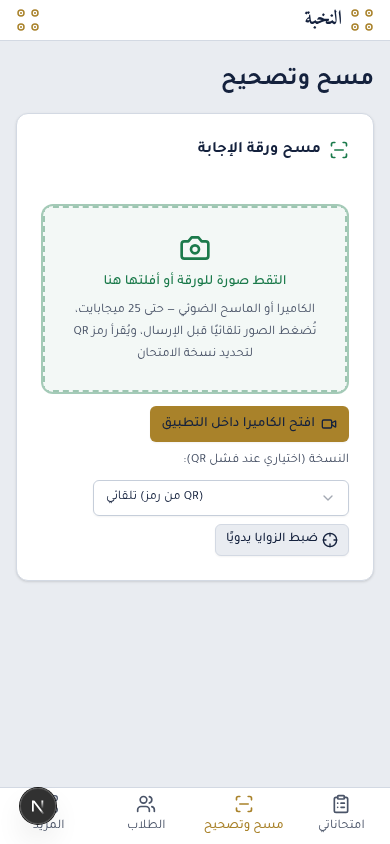 النخبة
مسح وتصحيح
مسح ورقة الإجابة
التقط صورة للورقة أو أفلتها هنا
الكاميرا أو الماسح الضوئي – حتى 25 ميجابايت،
تُضغط الصور تلقائيًا قبل الإرسال، ويُقرأ رمز QR
لتحديد نسخة الامتحان
افتح الكاميرا داخل التطبيق
النسخة (اختياري عند فشل QR):
تلقائي (من رمز QR)
ضبط الزوايا يدويًا
امتحاناتي
مسح وتصحيح
الطلاب
المزيد
N